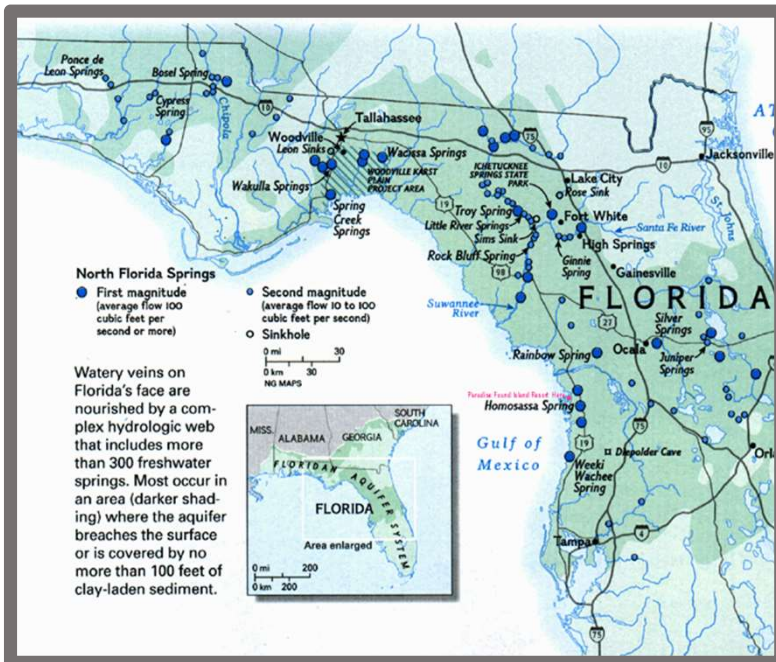 Ponce de
Leon Springs
Bosel Spring
Cypress
Spring
Chipola
10
Tallahassee
Woodville
Leon Sinks
Wacissa Springs
WOODVILLE KARST
PLAIN
PROJECT AREA
Wakulla Springs
Spring
Creek
Springs
75
95
AT
Jacksonville
10
ICHETUCKNEE
SPRINGS STATE
PARK
Lake City
Rose Sink
St. Johns
19
Troy Spring
Fort White
Little River Springs
Sims Sink
Santa Fe River
High Springs
Rock Bluff Spring
Ginnie
Spring
98
Gainesville
Suwannee
River
FLORIDA
27
Silver
Springs
Rainbow Spring
Ocala
Juniper
Springs
Paradise Found Island Resort Here
Homosassa Spring
Gulf of
Mexico
19
75
Diepolder Cave
Orl
Weeki
Wachee
Spring
Tampa
4
75
North Florida Springs
First magnitude
(average flow 100
cubic feet per
second or more)
Second magnitude
(average flow 10 to 100
cubic feet per second)
Sinkhole
0 mi 30
0 km 30
NG MAPS
Watery veins on
Florida's face are
nourished by a com-
plex hydrologic web
that includes more
than 300 freshwater
springs. Most occur in
an area (darker shad-
ing) where the aquifer
breaches the surface
or is covered by no
more than 100 feet of
clay-laden sediment.
MISS.
ALABAMA
GEORGIA
SOUTH
CAROLINA
FLORIDAN AQUIFER SYSTEM
FLORIDA
Area enlarged
0 mi 200
0 km 200